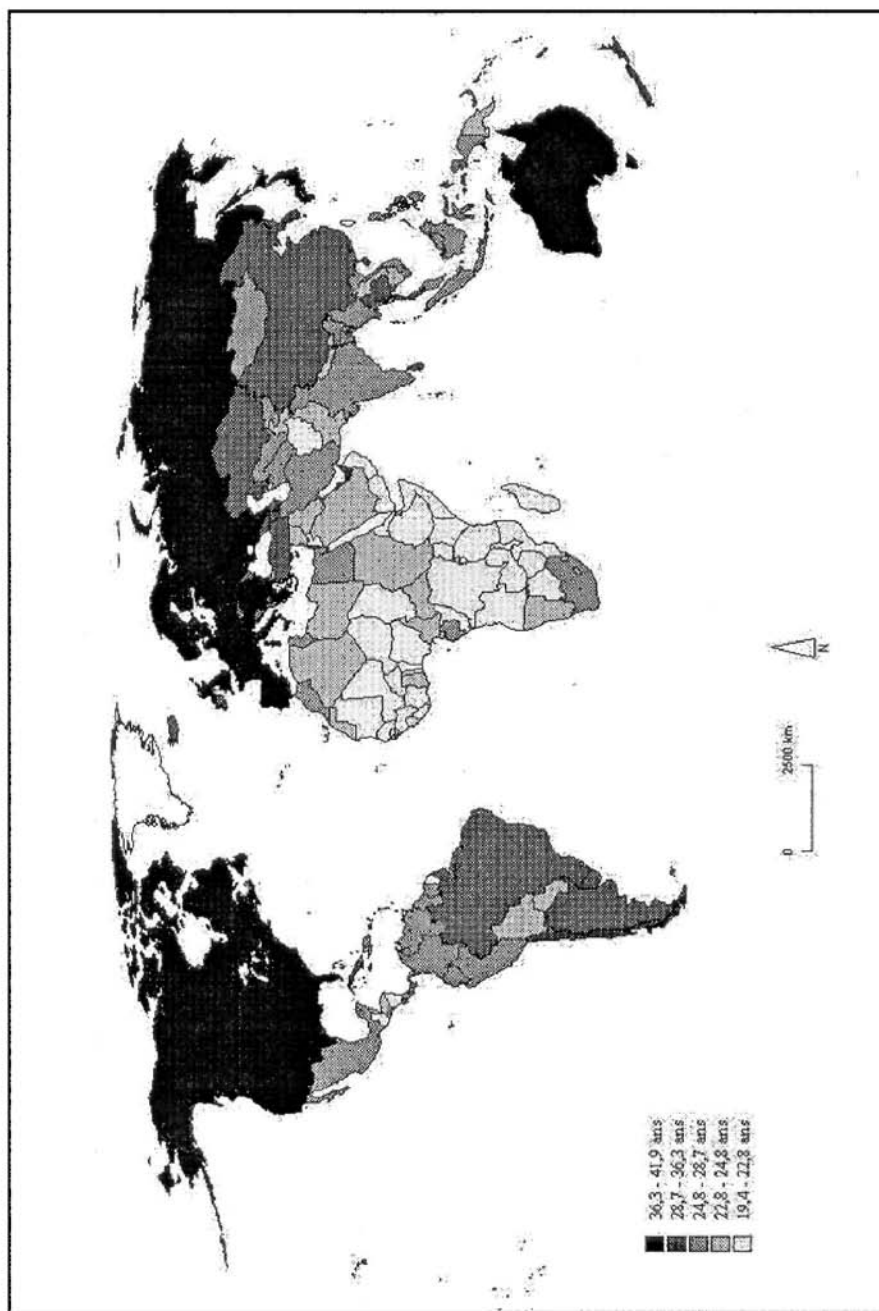 36,3 - 41,9 ans
28,7 - 36,3 ans
24,8 - 28,7 ans
22,8 - 24,8 ans
19,4 - 22,8 ans
0 2500 km
N